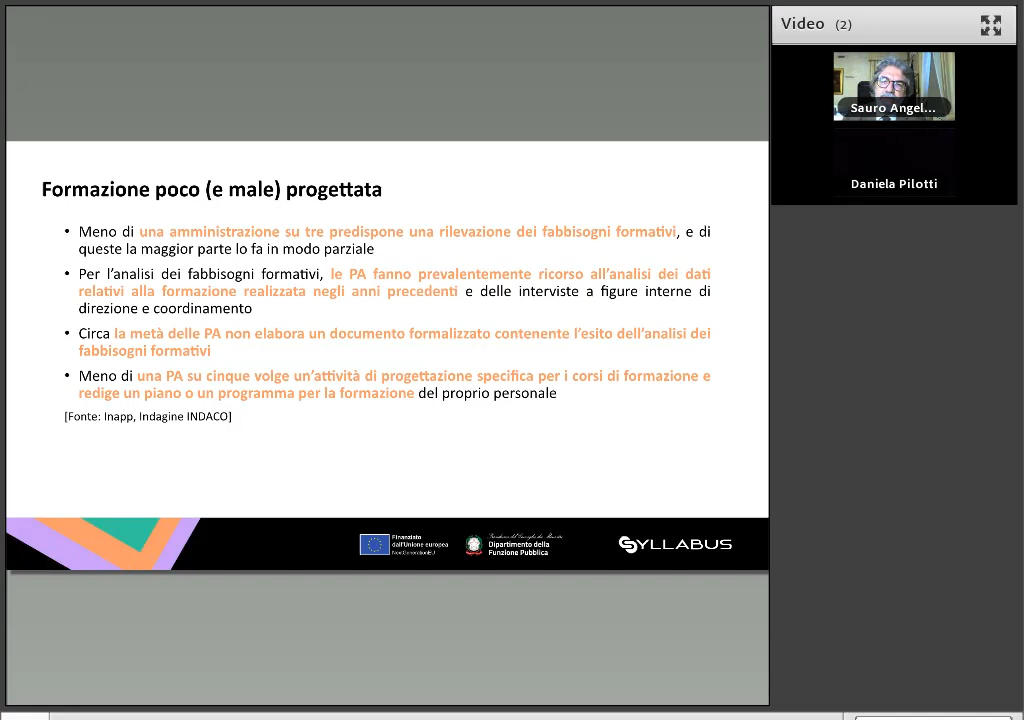 Formazione poco (e male) progettata
• Meno di una amministrazione su tre predispone una rilevazione dei fabbisogni formativi, e di
queste la maggior parte lo fa in modo parziale
• Per l'analisi dei fabbisogni formativi, le PA fanno prevalentemente ricorso all'analisi dei dati
relativi alla formazione realizzata negli anni precedenti e delle interviste a figure interne di
direzione e coordinamento
• Circa la metà delle PA non elabora un documento formalizzato contenente l'esito dell'analisi dei
fabbisogni formativi
• Meno di una PA su cinque volge un'attività di progettazione specifica per i corsi di formazione e
redige un piano o un programma per la formazione del proprio personale
[Fonte: Inapp, Indagine INDACO]
Finanziato
dall'Unione europea
NextGenerationEU
Presidenza del Consiglio dei Ministri
Dipartimento della
Funzione Pubblica
SYLLABUS
Video (2)
Sauro Angel...
Daniela Pilotti